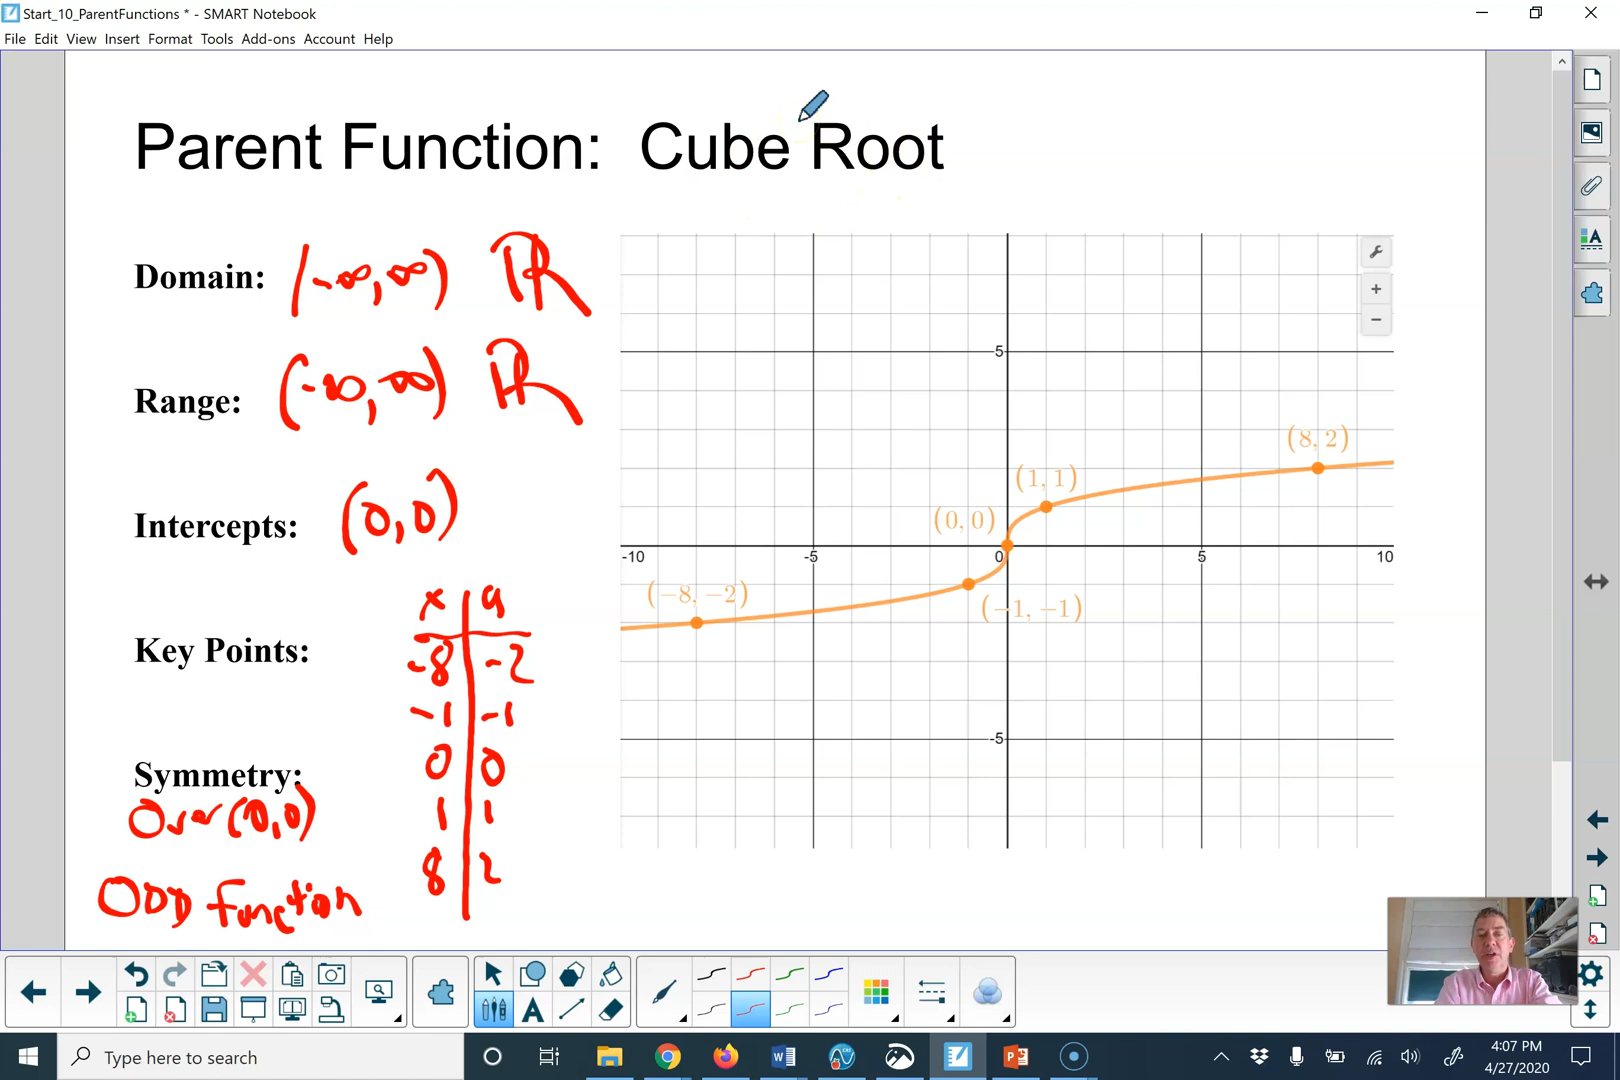 Start_10_ParentFunctions * - SMART Notebook
File Edit View Insert Format Tools Add-ons Account Help
Parent Function:  Cube Root
Domain: (-∞,∞) ℝ
Range: (-∞,∞) ℝ
Intercepts: (0,0)
Key Points:
x y
-8 -2
-1 -1
0 0
1 1
8 2
Symmetry:
Over (0,0)
ODD Function
5
(8, 2)
(1, 1)
(0, 0)
-10 -5 0 5 10
(−8, −2)
(−1, −1)
-5
A
A
Type here to search
4:07 PM
4/27/2020